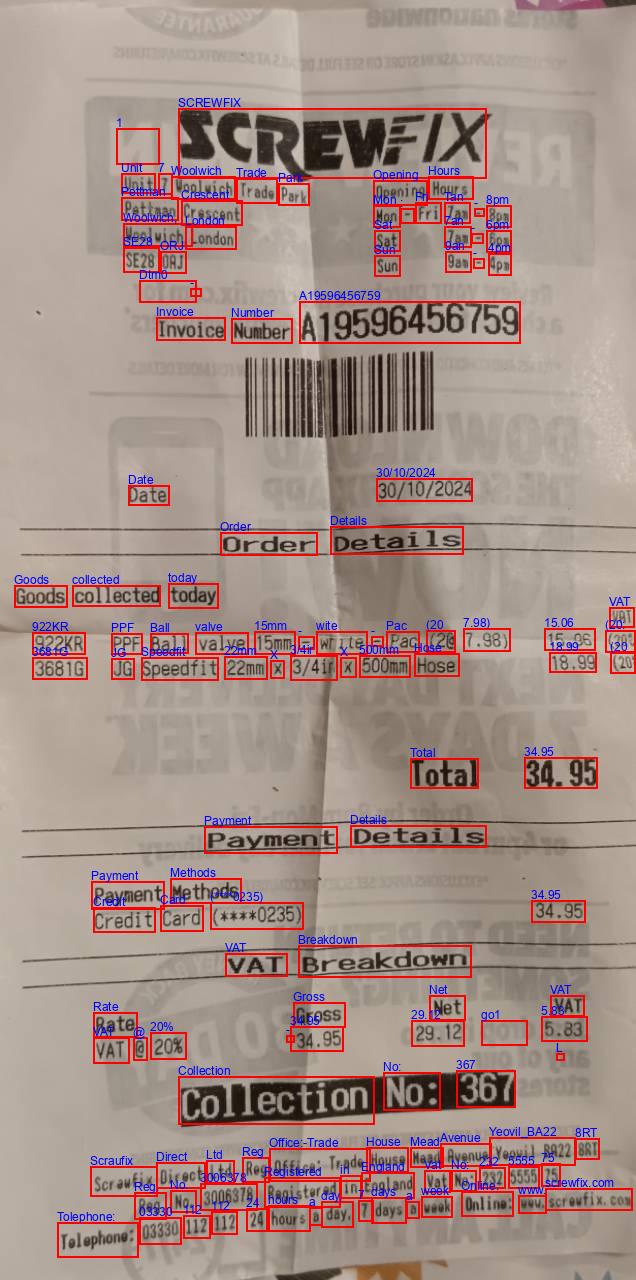 SCREWFIX
Unit 7 Woolwich Trade Park
Pettman Crescent
Woolwich, London
SE28 0RJ
Opening Hours
Mon - Fri 7am - 8pm
Sat 7am - 6pm
Sun 9am - 4pm
Invoice Number A19596456759
Date 30/10/2024
Order Details
Goods collected today
VAT
922KR PPF Ball valve 15mm - write - Pac (20 7.98) 15.06 (20
3681G JG Speedfit 22mm x 3/4in x 500mm Hose 18.99 (20
Total 34.95
Payment Details
Payment Methods
Credit Card (****0235) 34.95
VAT Breakdown
Rate Gross Net VAT
VAT @ 20% 34.95 29.12 5.83
Collection No: 367
Screwfix Direct Ltd Reg Office: Trade House Mead Avenue Yeovil BA22 8RT
Reg No. 3006378 Registered in England Vat No: 232 5555 75
Telephone: 03330 112 112 24 hours a day, 7 days a week Online: www.screwfix.com